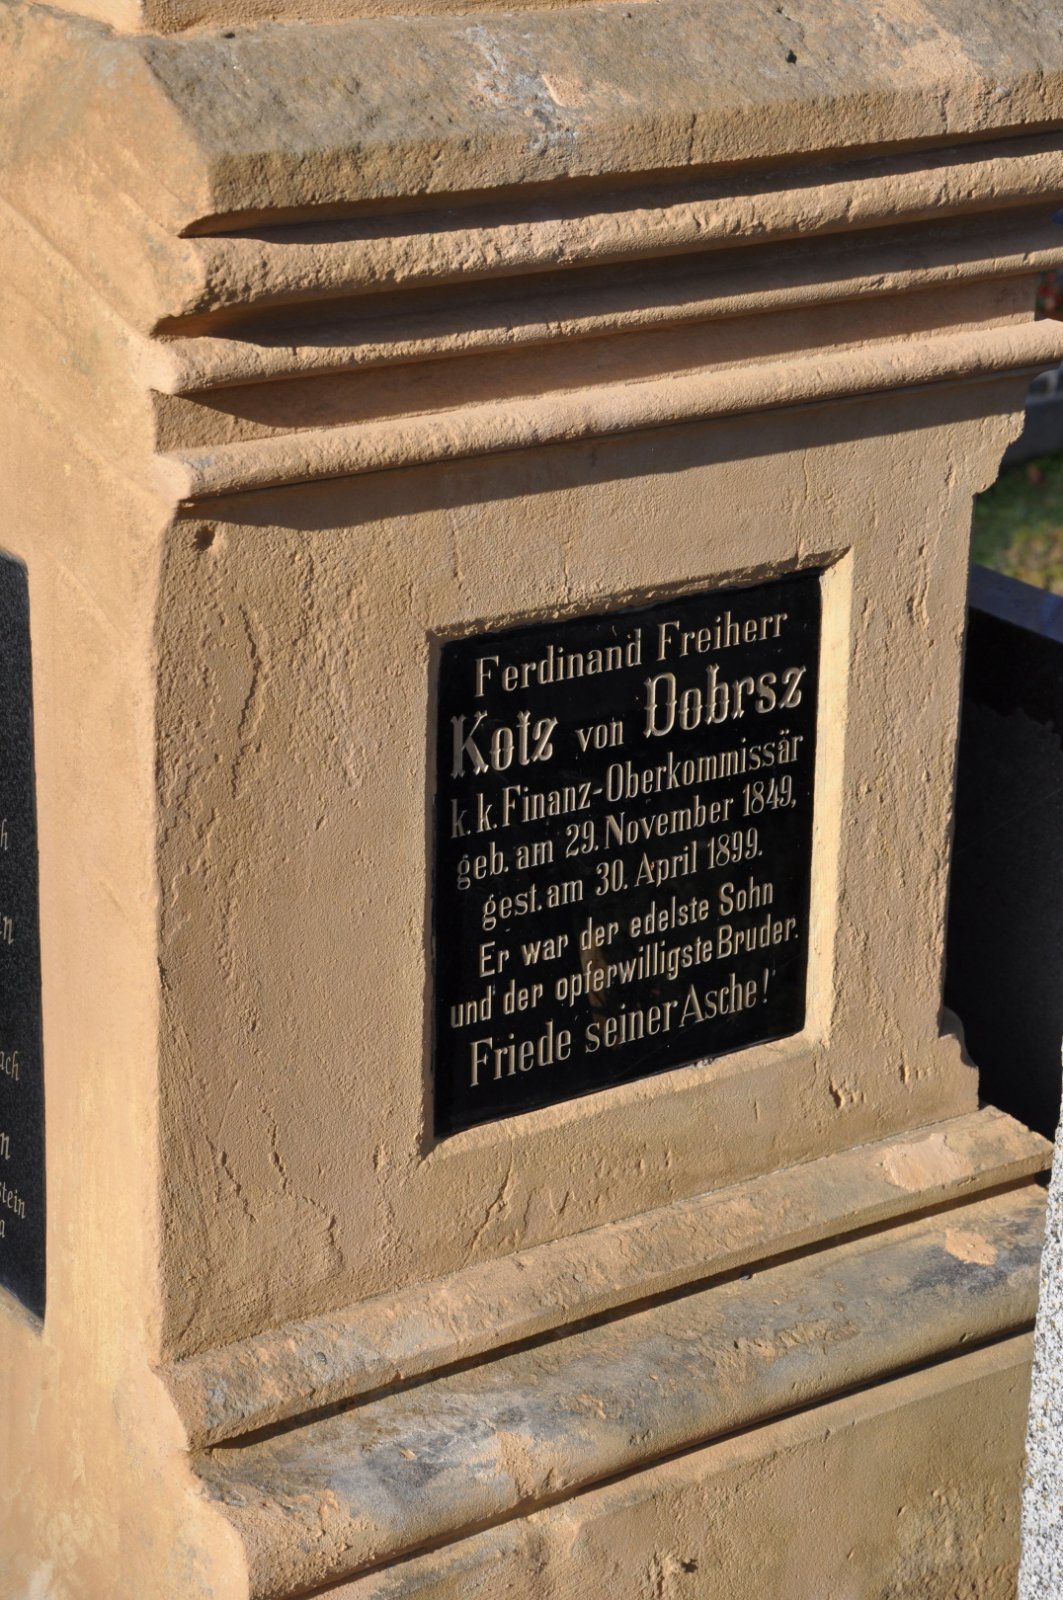 Ferdinand Freiherr
Kotz von Dobrsz
k.k. Finanz-Oberkommissär
geb. am 29. November 1849,
gest. am 30. April 1899.
Er war der edelste Sohn
und der opferwilligste Bruder.
Friede seiner Asche!